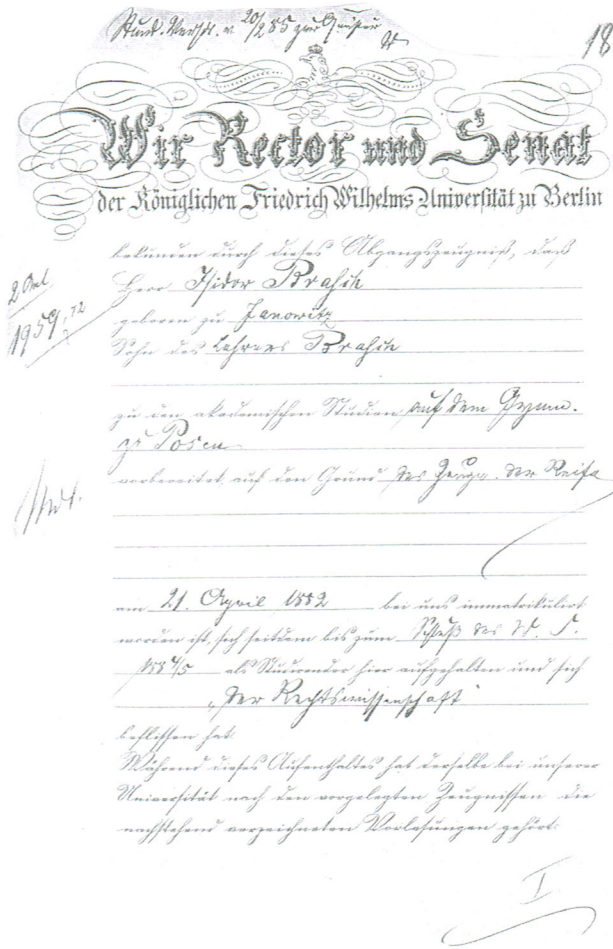 20/2 85 zur
18
Wir Rector und Senat
der Königlichen Friedrich Wilhelms Universität zu Berlin
bekunden durch dieses Abgangszeugniß, daß
Herr Isidor Brahn
geboren zu Janowitz
Sohn des Lehrers Brahn
zu den akademischen Studien auf dem Gymn.
zu Posen
vorbereitet, auf den Grund des Zeugn. der Reife
am 21. April 1882 bei uns immatrikulirt
worden ist, sich seitdem bis zum Schluß des W. S.
188 4/5 als Studirender hier aufgehalten und sich
„der Rechtswissenschaft“
beflissen hat
Während dieses Aufenthaltes hat derselbe bei unserer
Universität nach den vorgelegten Zeugnissen die
nachstehend verzeichneten Vorlesungen gehört:
I